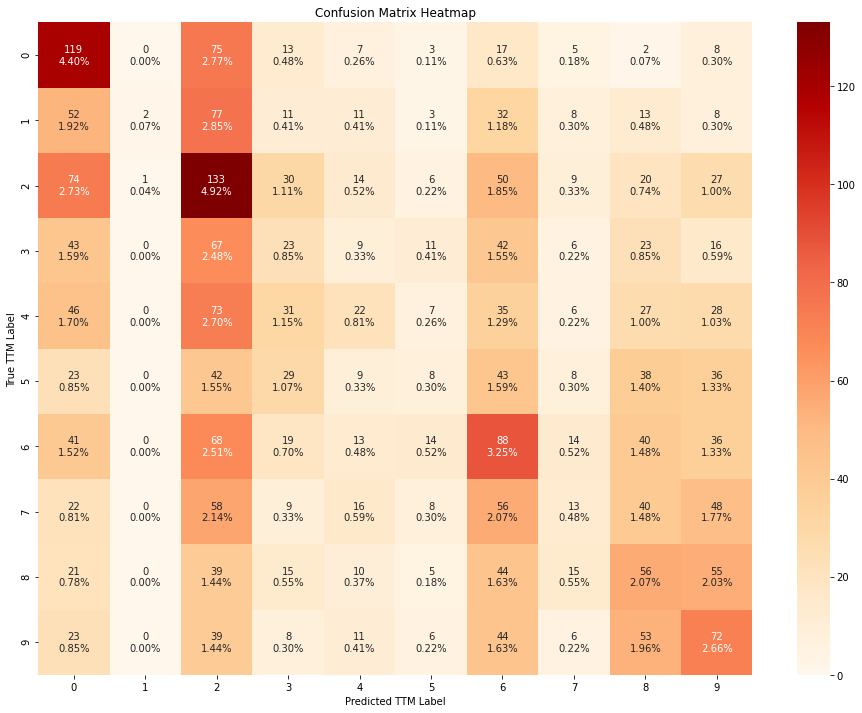 Confusion Matrix Heatmap
119 0 75 13 7 3 17 5 2 8
4.40% 0.00% 2.77% 0.48% 0.26% 0.11% 0.63% 0.18% 0.07% 0.30%
52 2 77 11 11 3 32 8 13 8
1.92% 0.07% 2.85% 0.41% 0.41% 0.11% 1.18% 0.30% 0.48% 0.30%
74 1 133 30 14 6 50 9 20 27
2.73% 0.04% 4.92% 1.11% 0.52% 0.22% 1.85% 0.33% 0.74% 1.00%
43 0 67 23 9 11 42 6 23 16
1.59% 0.00% 2.48% 0.85% 0.33% 0.41% 1.55% 0.22% 0.85% 0.59%
46 0 73 31 22 7 35 6 27 28
1.70% 0.00% 2.70% 1.15% 0.81% 0.26% 1.29% 0.22% 1.00% 1.03%
23 0 42 29 9 8 43 8 38 36
0.85% 0.00% 1.55% 1.07% 0.33% 0.30% 1.59% 0.30% 1.40% 1.33%
41 0 68 19 13 14 88 14 40 36
1.52% 0.00% 2.51% 0.70% 0.48% 0.52% 3.25% 0.52% 1.48% 1.33%
22 0 58 9 16 8 56 13 40 48
0.81% 0.00% 2.14% 0.33% 0.59% 0.30% 2.07% 0.48% 1.48% 1.77%
21 0 39 15 10 5 44 15 56 55
0.78% 0.00% 1.44% 0.55% 0.37% 0.18% 1.63% 0.55% 2.07% 2.03%
23 0 39 8 11 6 44 6 53 72
0.85% 0.00% 1.44% 0.30% 0.41% 0.22% 1.63% 0.22% 1.96% 2.66%
0
1
2
3
4
5
6
7
8
9
True TTM Label
0 1 2 3 4 5 6 7 8 9
Predicted TTM Label
120
100
80
60
40
20
0